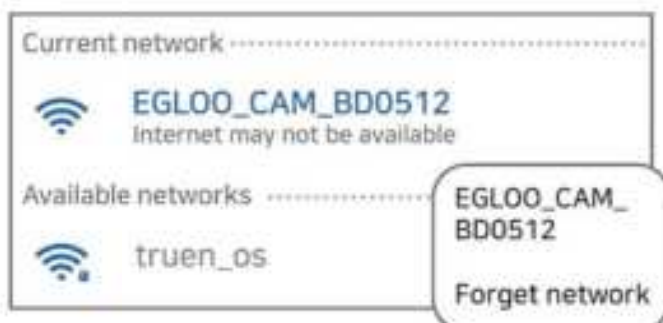 Current network
EGLOO_CAM_BD0512
Internet may not be available
Available networks
truen_os
EGLOO_CAM_
BD0512
Forget network